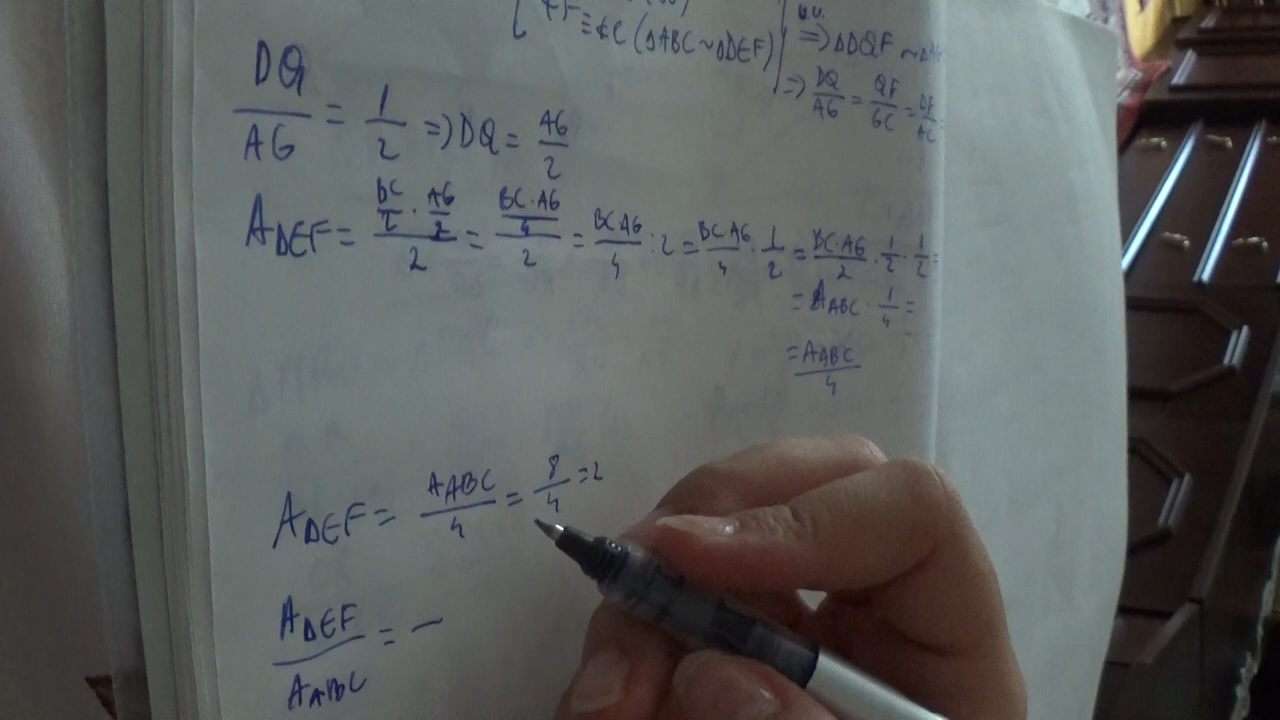 ≡ ∢C (ΔABC ~ ΔDEF) | U.U. ⇒ ΔDQF ~
⇒ DQ/AG = QF/GC = DF/AC =
DQ/AG = 1/2 ⇒ DQ = AG/2
A_DEF = (BC/2 · AG/2)/2 = (BC·AG/4)/2 = BC·AG/4 : 2 = BC·AG/4 · 1/2 = BC·AG/2 · 1/2 · 1/2 =
= A_ABC · 1/4 =
= A_ABC/4
A_DEF = A_ABC/4 = 8/4 = 2
A_DEF/A_ABC = —